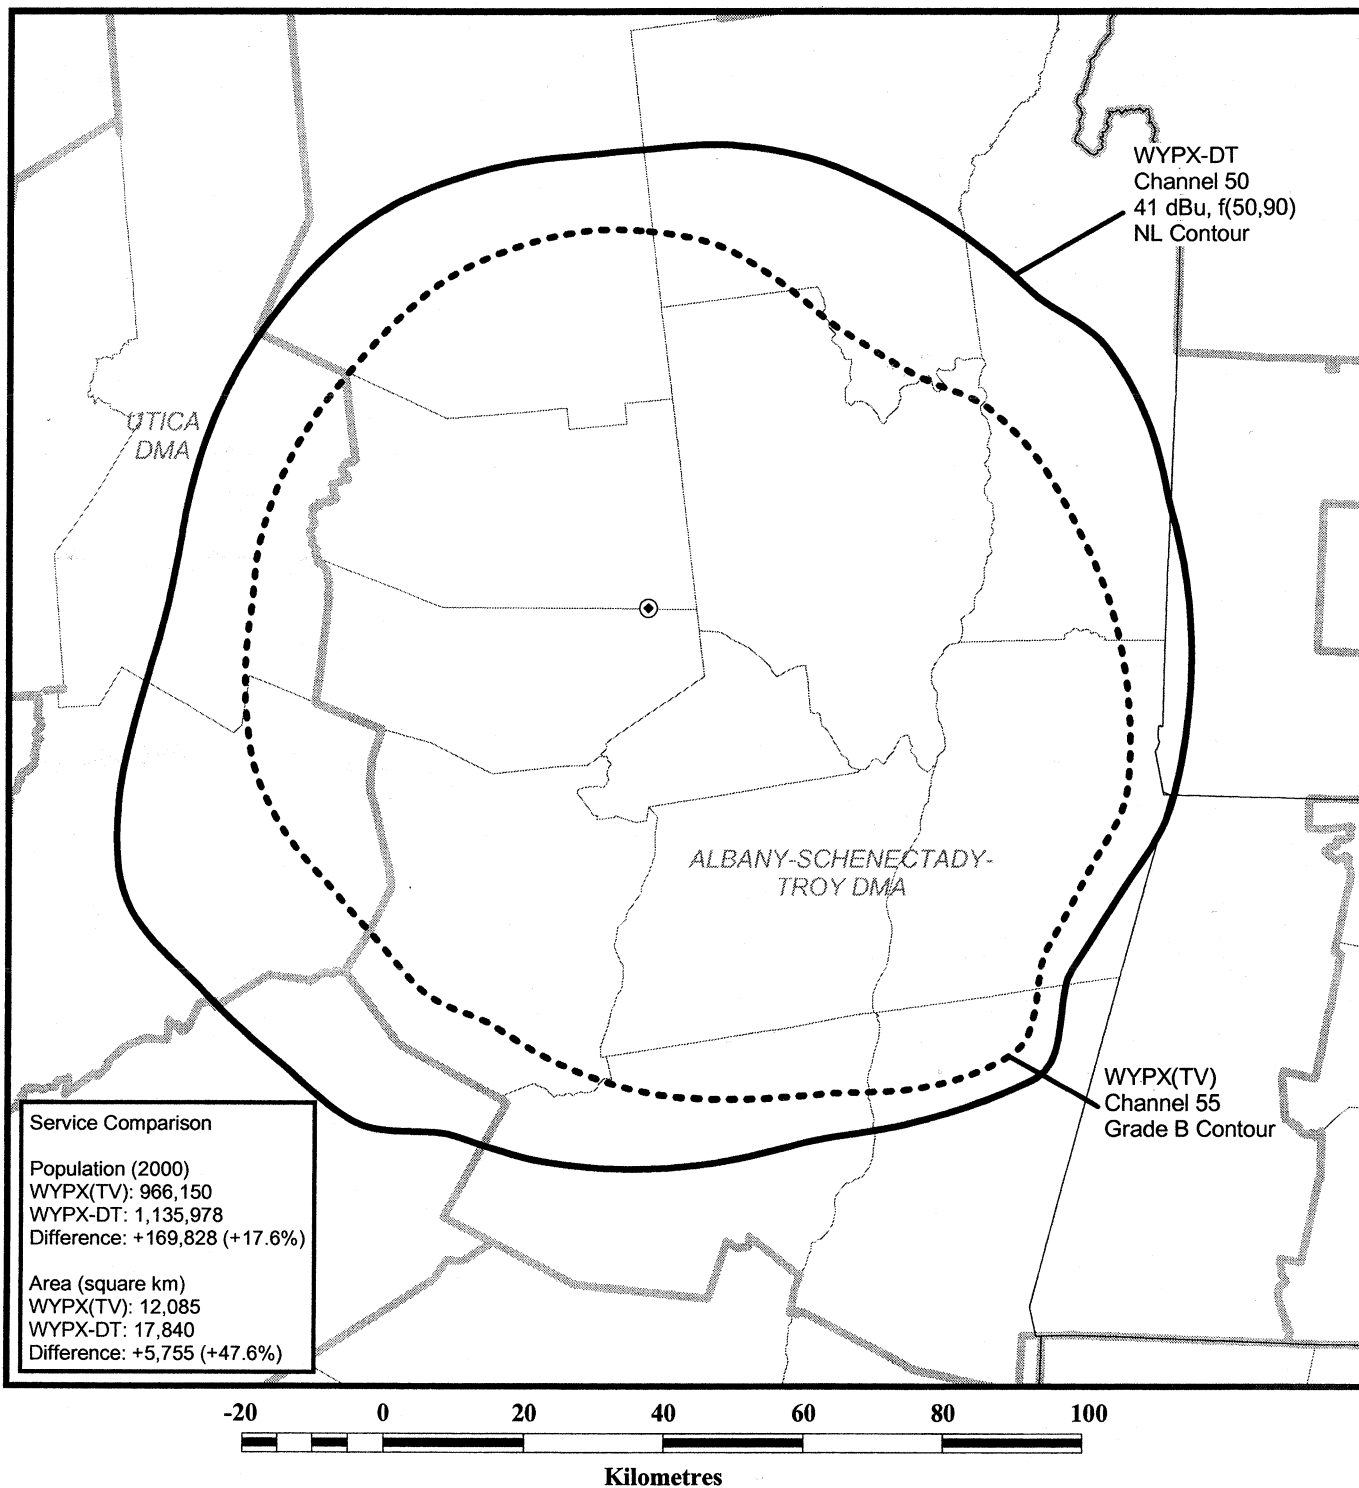 WYPX-DT
Channel 50
41 dBu, f(50,90)
NL Contour
UTICA
DMA
ALBANY-SCHENECTADY-
TROY DMA
WYPX(TV)
Channel 55
Grade B Contour
Service Comparison
Population (2000)
WYPX(TV): 966,150
WYPX-DT: 1,135,978
Difference: +169,828 (+17.6%)
Area (square km)
WYPX(TV): 12,085
WYPX-DT: 17,840
Difference: +5,755 (+47.6%)
-20 0 20 40 60 80 100
Kilometres